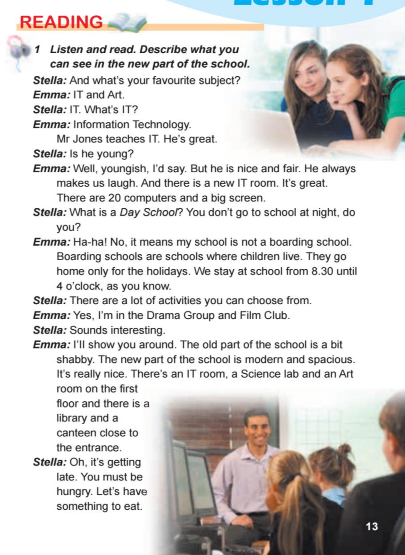 Lesson 1
READING
1 Listen and read. Describe what you
can see in the new part of the school.
Stella: And what's your favourite subject?
Emma: IT and Art.
Stella: IT. What's IT?
Emma: Information Technology.
Mr Jones teaches IT. He's great.
Stella: Is he young?
Emma: Well, youngish, I'd say. But he is nice and fair. He always
makes us laugh. And there is a new IT room. It's great.
There are 20 computers and a big screen.
Stella: What is a Day School? You don't go to school at night, do
you?
Emma: Ha-ha! No, it means my school is not a boarding school.
Boarding schools are schools where children live. They go
home only for the holidays. We stay at school from 8.30 until
4 o'clock, as you know.
Stella: There are a lot of activities you can choose from.
Emma: Yes, I'm in the Drama Group and Film Club.
Stella: Sounds interesting.
Emma: I'll show you around. The old part of the school is a bit
shabby. The new part of the school is modern and spacious.
It's really nice. There's an IT room, a Science lab and an Art
room on the first
floor and there is a
library and a
canteen close to
the entrance.
Stella: Oh, it's getting
late. You must be
hungry. Let's have
something to eat.
13